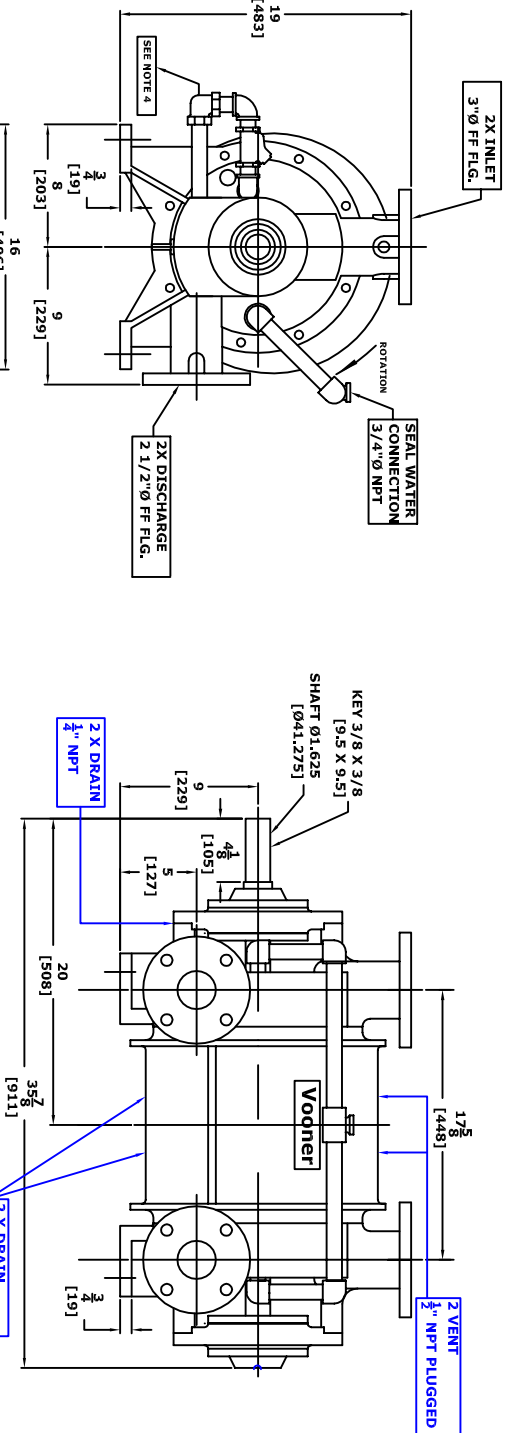 19
[483]
2X INLET
3"Ø FF FLG.
SEE NOTE 4
3/4
[19]
8
[203]
9
[229]
16
ROTATION
SEAL WATER
CONNECTION
3/4"Ø NPT
2X DISCHARGE
2 1/2"Ø FF FLG.
KEY 3/8 X 3/8
[9.5 X 9.5]
SHAFT Ø1.625
[Ø41.275]
2 X DRAIN
1/4" NPT
9
[229]
4 1/8
[105]
5
[127]
20
[508]
35 7/8
[911]
17 5/8
[448]
Vooner
2 VENT
1/2" NPT PLUGGED
3/4
[19]
2 X DRAIN